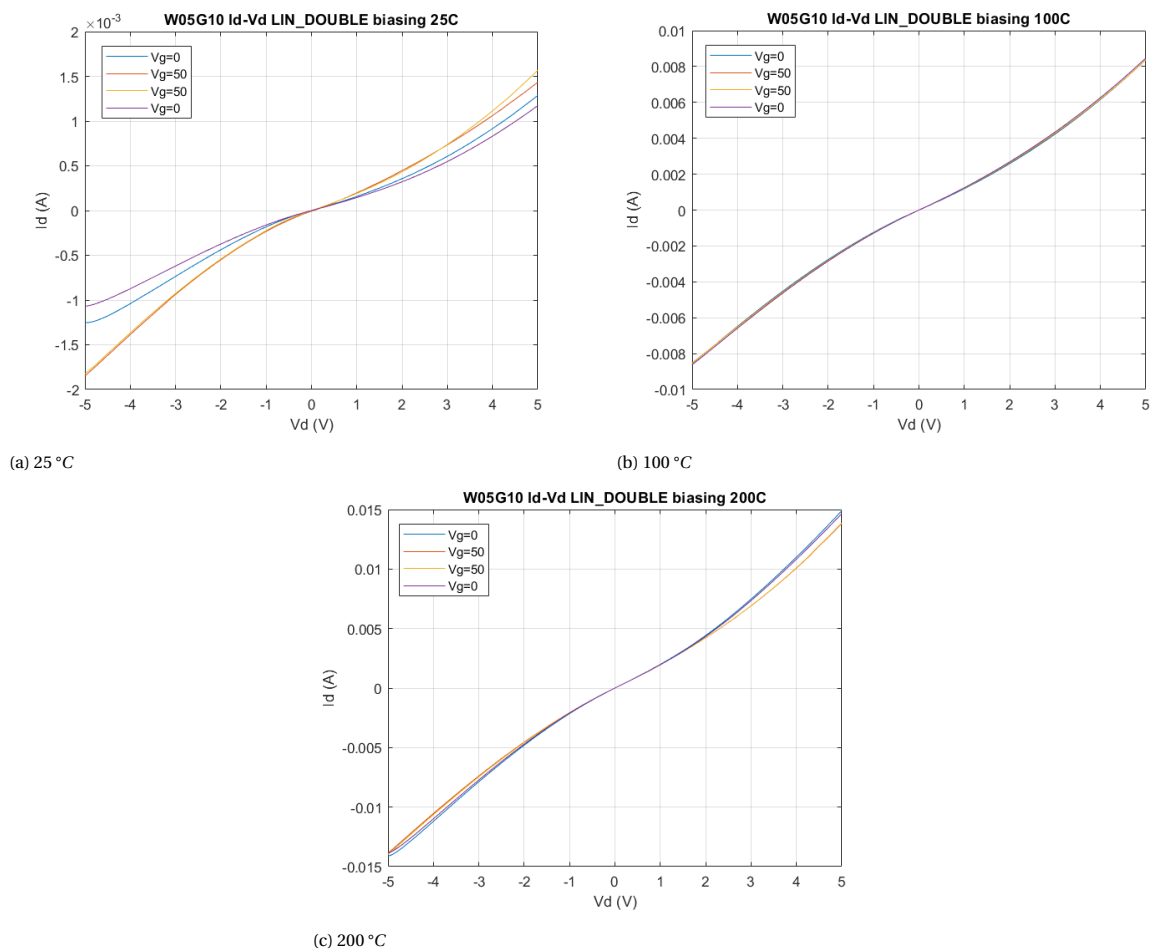 W05G10 Id-Vd LIN_DOUBLE biasing 25C
×10⁻³
2
1.5
1
0.5
0
-0.5
-1
-1.5
-2
Id (A)
Vg=0
Vg=50
Vg=50
Vg=0
-5 -4 -3 -2 -1 0 1 2 3 4 5
Vd (V)
(a) 25 °C
W05G10 Id-Vd LIN_DOUBLE biasing 100C
0.01
0.008
0.006
0.004
0.002
0
-0.002
-0.004
-0.006
-0.008
-0.01
Id (A)
Vg=0
Vg=50
Vg=50
Vg=0
-5 -4 -3 -2 -1 0 1 2 3 4 5
Vd (V)
(b) 100 °C
W05G10 Id-Vd LIN_DOUBLE biasing 200C
0.015
0.01
0.005
0
-0.005
-0.01
-0.015
Id (A)
Vg=0
Vg=50
Vg=50
Vg=0
-5 -4 -3 -2 -1 0 1 2 3 4 5
Vd (V)
(c) 200 °C